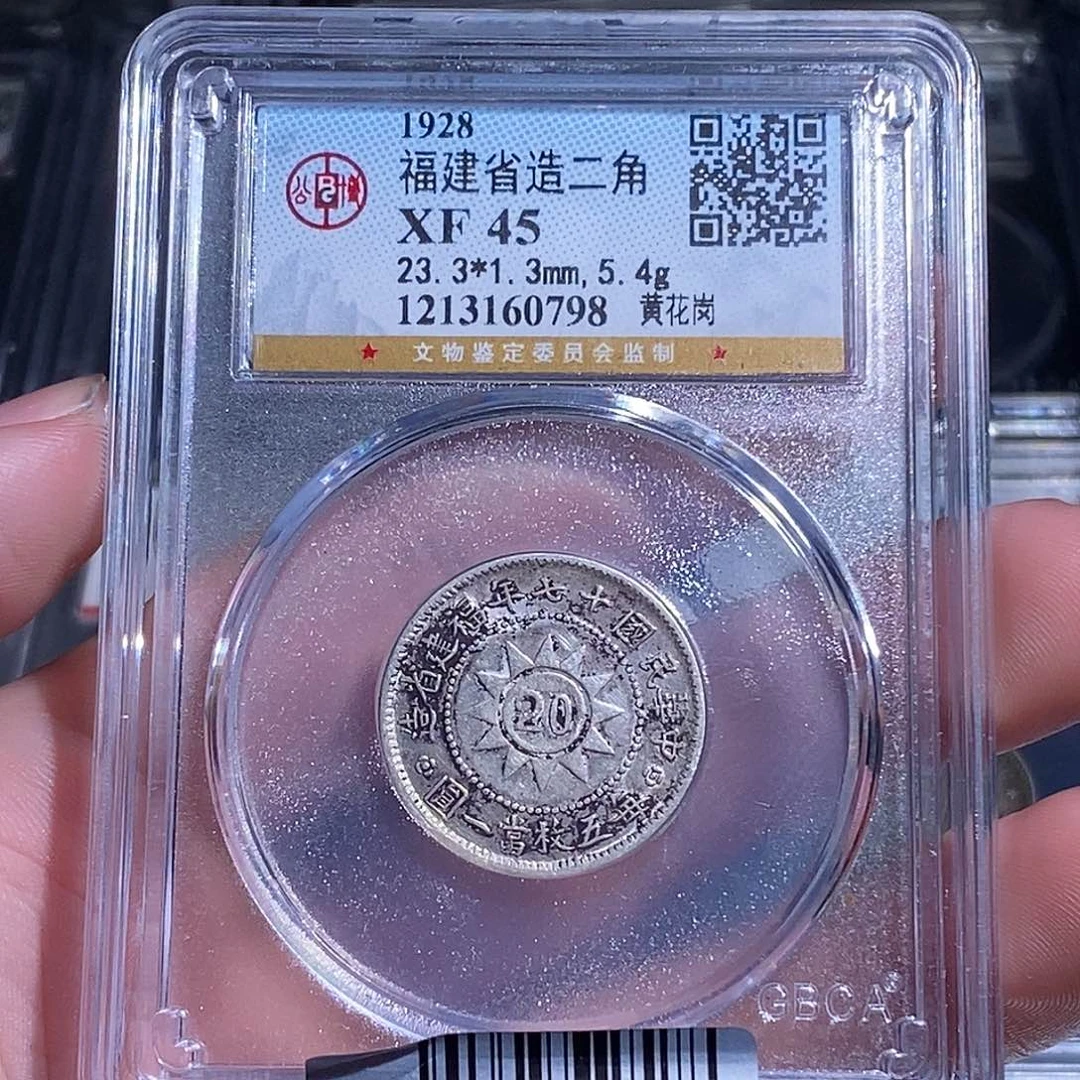 1928
福建省造二角
XF 45
23.3*1.3mm,5.4g
1213160798 黄花岗
公博
文物鉴定委员会监制
中華民國十七年福建省造
20
每五枚當一圓
GBCA